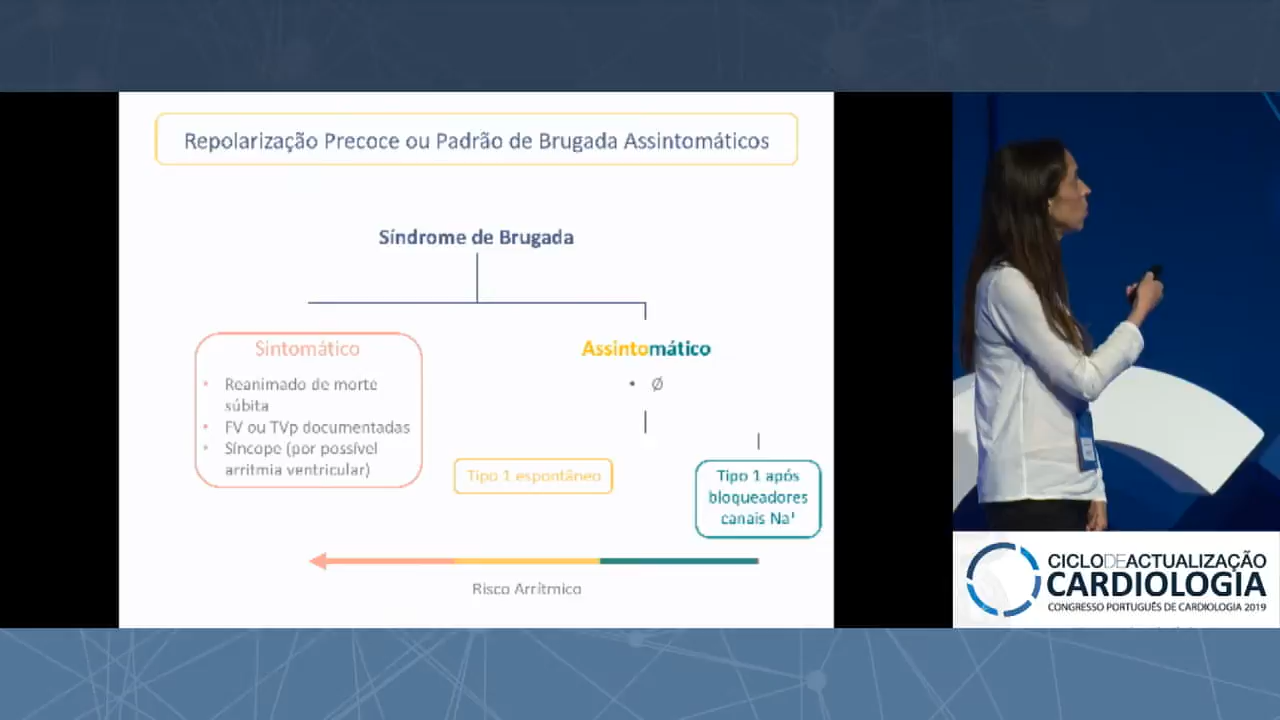 Repolarização Precoce ou Padrão de Brugada Assintomáticos
Síndrome de Brugada
Sintomático
• Reanimado de morte
súbita
• FV ou TVp documentadas
• Síncope (por possível
arritmia ventricular)
Assintomático
• Ø
Tipo 1 espontâneo
Tipo 1 após
bloqueadores
canais Na⁺
Risco Arrítmico
CICLODEACTUALIZAÇÃO
CARDIOLOGIA
CONGRESSO PORTUGUÊS DE CARDIOLOGIA 2019